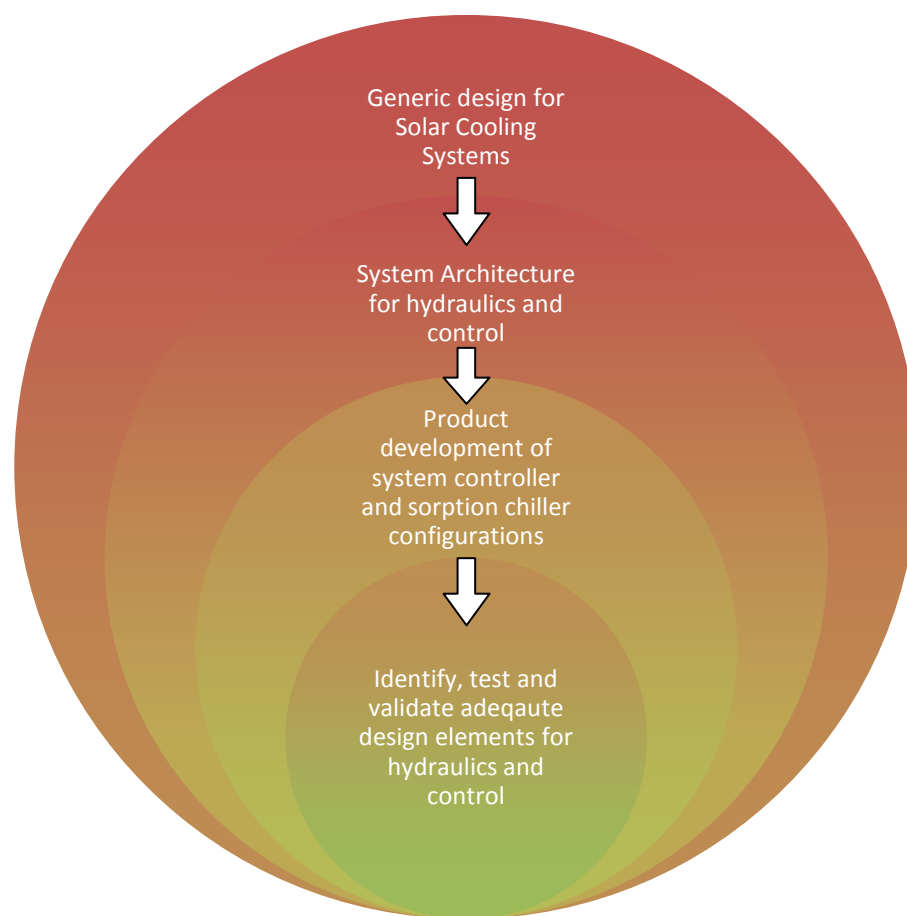 Generic design for
Solar Cooling
Systems
System Architecture
for hydraulics and
control
Product
development of
system controller
and sorption chiller
configurations
Identify, test and
validate adeqaute
design elements for
hydraulics and
control